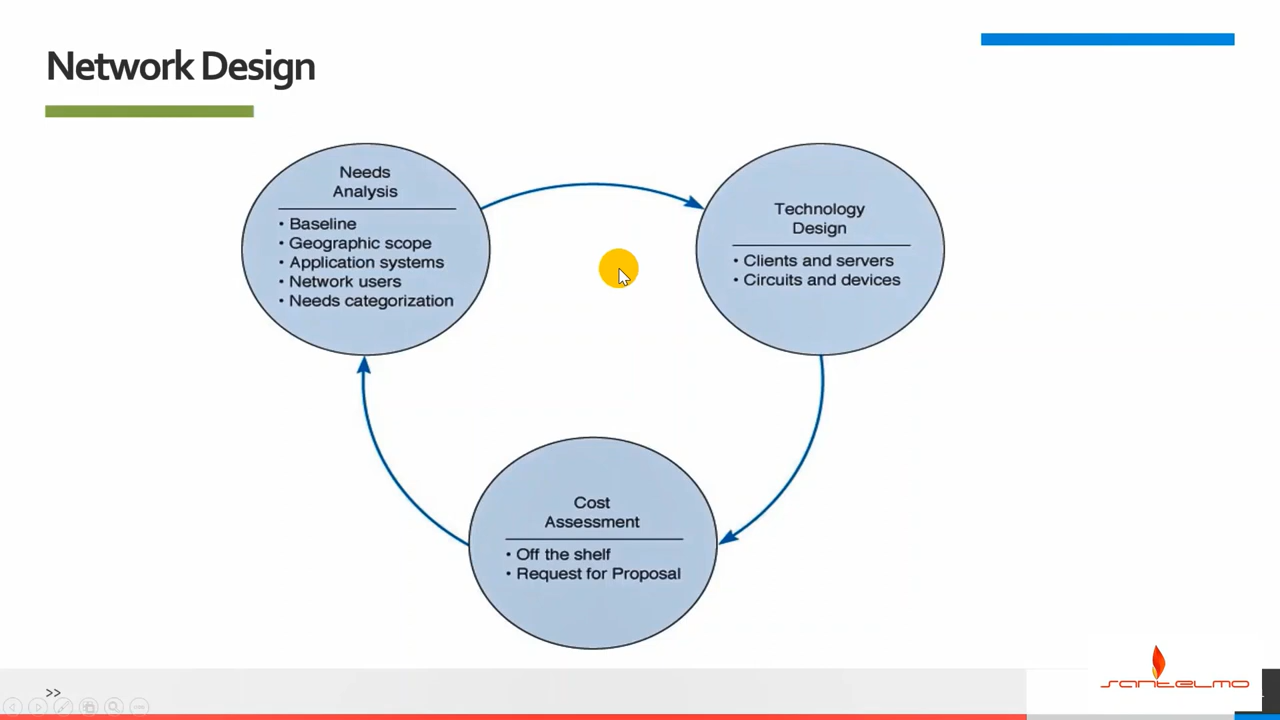 Network Design
Needs
Analysis
• Baseline
• Geographic scope
• Application systems
• Network users
• Needs categorization
Technology
Design
• Clients and servers
• Circuits and devices
Cost
Assessment
• Off the shelf
• Request for Proposal
>>
santelmo